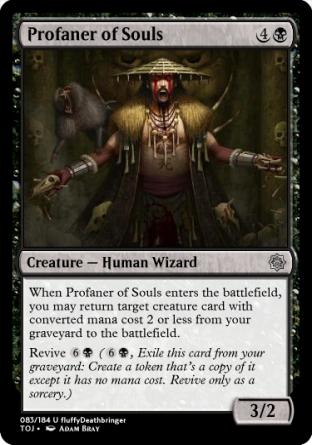 Profaner of Souls 4
Creature — Human Wizard
When Profaner of Souls enters the battlefield,
you may return target creature card with
converted mana cost 2 or less from your
graveyard to the battlefield.
Revive 6 ( 6 , Exile this card from your
graveyard: Create a token that's a copy of it
except it has no mana cost. Revive only as a
sorcery.)
3/2
083/184 U fluffyDeathbringer
TOJ • Adam Bray